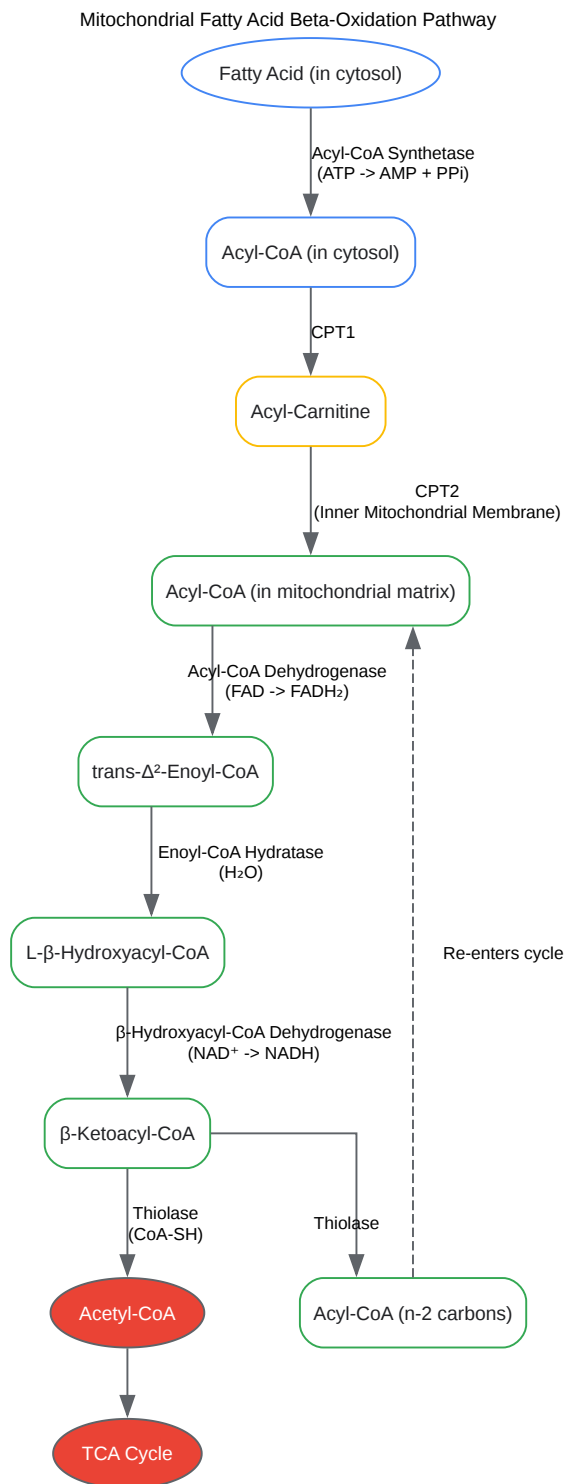 Mitochondrial Fatty Acid Beta-Oxidation Pathway
Fatty Acid (in cytosol)
Acyl-CoA Synthetase
(ATP -> AMP + PPi)
Acyl-CoA (in cytosol)
CPT1
Acyl-Carnitine
CPT2
(Inner Mitochondrial Membrane)
Acyl-CoA (in mitochondrial matrix)
Acyl-CoA Dehydrogenase
(FAD -> FADH₂)
trans-Δ²-Enoyl-CoA
Enoyl-CoA Hydratase
(H₂O)
L-β-Hydroxyacyl-CoA
Re-enters cycle
β-Hydroxyacyl-CoA Dehydrogenase
(NAD⁺ -> NADH)
β-Ketoacyl-CoA
Thiolase
(CoA-SH)
Thiolase
Acetyl-CoA
Acyl-CoA (n-2 carbons)
TCA Cycle